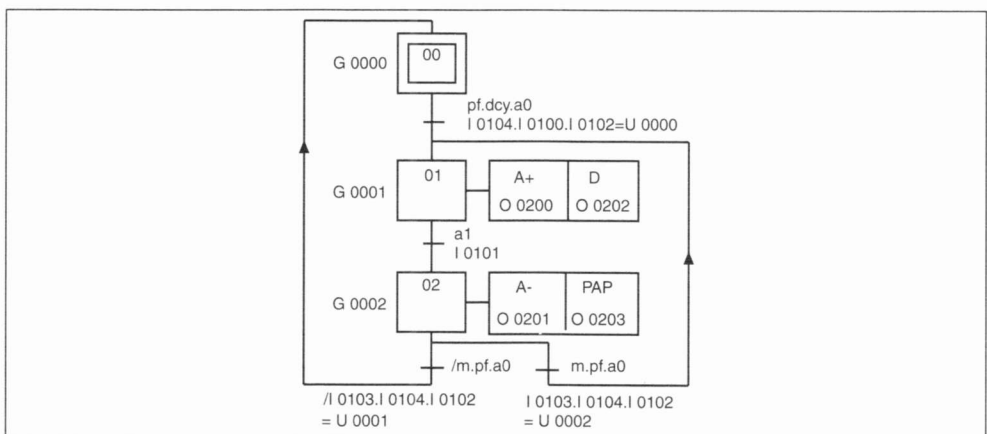 00
G 0000
pf.dcy.a0
I 0104.I 0100.I 0102=U 0000
01
A+
D
G 0001
O 0200
O 0202
a1
I 0101
02
A-
PAP
G 0002
O 0201
O 0203
/m.pf.a0
m.pf.a0
/I 0103.I 0104.I 0102
= U 0001
I 0103.I 0104.I 0102
= U 0002